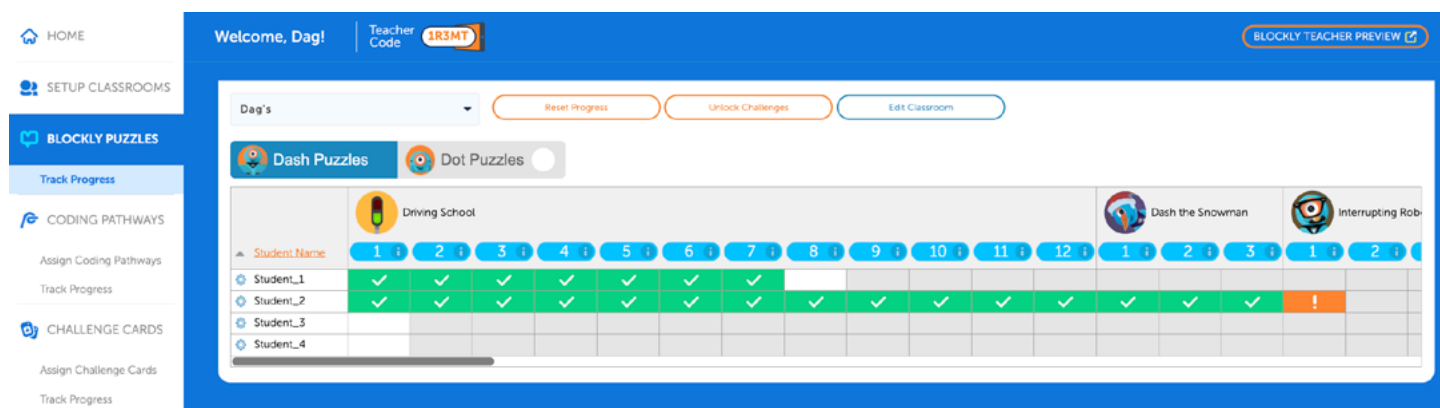 HOME
SETUP CLASSROOMS
BLOCKLY PUZZLES
Track Progress
CODING PATHWAYS
Assign Coding Pathways
Track Progress
CHALLENGE CARDS
Assign Challenge Cards
Track Progress
Welcome, Dag!
Teacher
Code
1R3MT
BLOCKLY TEACHER PREVIEW
Dag's
Reset Progress
Unlock Challenges
Edit Classroom
Dash Puzzles
Dot Puzzles
Driving School
Dash the Snowman
Interrupting Rob
Student Name
1 i 2 i 3 i 4 i 5 i 6 i 7 i 8 i 9 i 10 i 11 i 12 i 1 i 2 i 3 i 1 i 2 i
Student_1
Student_2
!
Student_3
Student_4